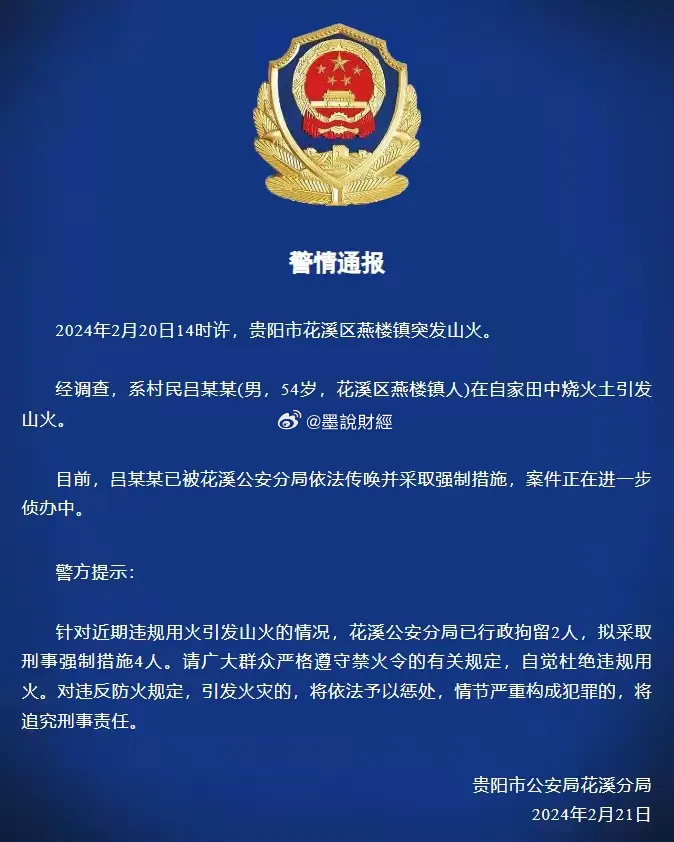 警情通报
2024年2月20日14时许，贵阳市花溪区燕楼镇突发山火。
经调查，系村民吕某某(男，54岁，花溪区燕楼镇人)在自家田中烧火土引发
山火。
@墨說財經
目前，吕某某已被花溪公安分局依法传唤并采取强制措施，案件正在进一步
侦办中。
警方提示：
针对近期违规用火引发山火的情况，花溪公安分局已行政拘留2人，拟采取
刑事强制措施4人。请广大群众严格遵守禁火令的有关规定，自觉杜绝违规用
火。对违反防火规定，引发火灾的，将依法予以惩处，情节严重构成犯罪的，将
追究刑事责任。
贵阳市公安局花溪分局
2024年2月21日